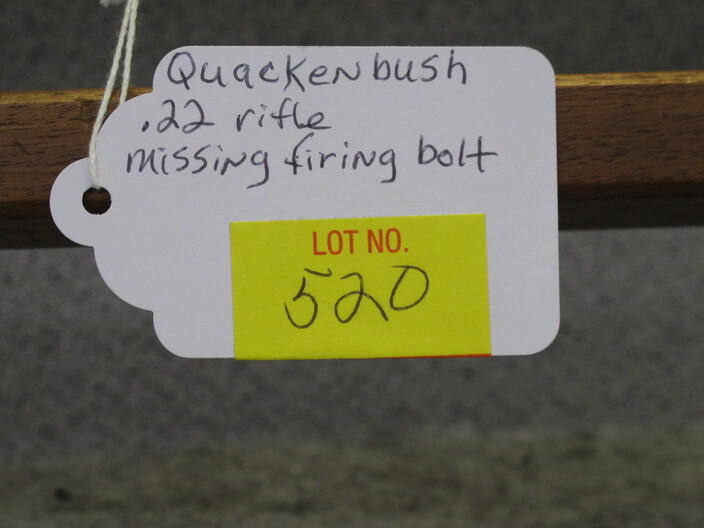 Quackenbush
.22 rifle
missing firing bolt
LOT NO.
520